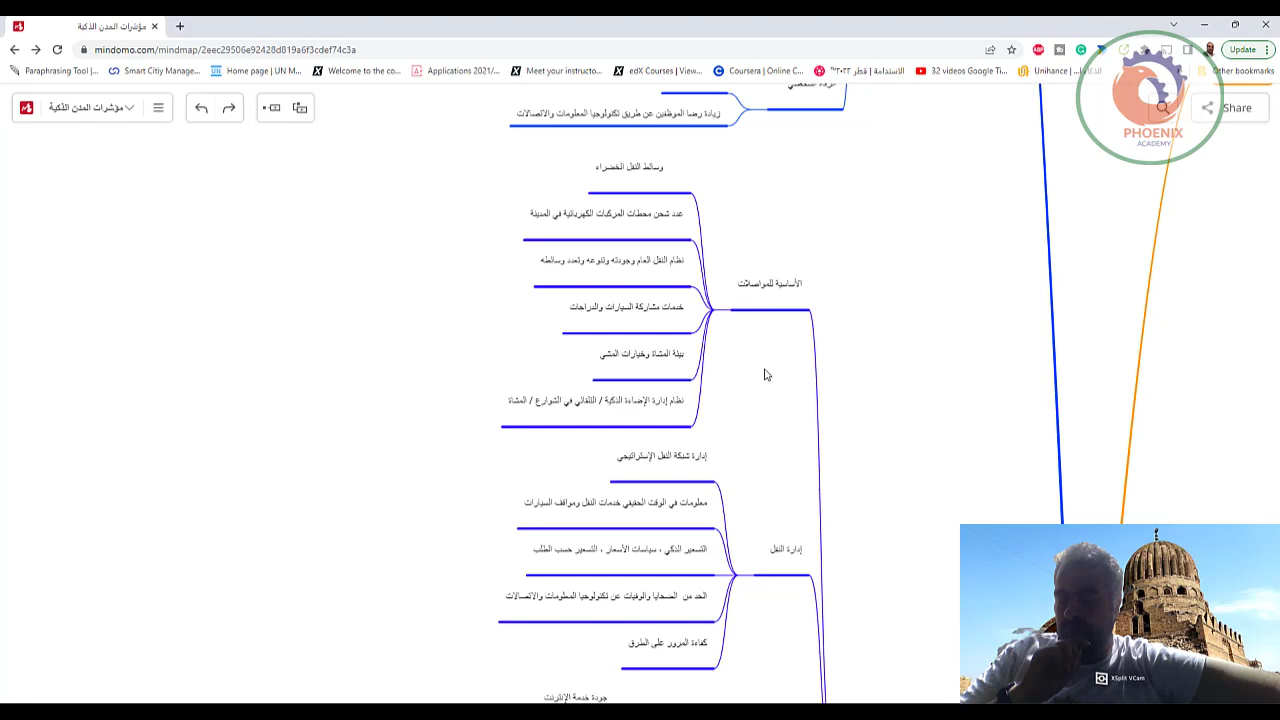 مؤشرات المدن الذكية
mindomo.com/mindmap/2eec29506e92428d819a6f3cdef74c3a
Update
Paraphrasing Tool |...
Smart Citiy Manage...
Home page | UN M...
Welcome to the co...
Applications 2021/...
Meet your instructo...
edX Courses | View...
Coursera | Online C...
الاستدامة | قطر ٢٠٢٢™
32 videos Google Ti...
Unihance | الذكا...
Other bookmarks
مؤشرات المدن الذكية
Share
PHOENIX
ACADEMY
زيادة رضا الموظفين عن طريق تكنولوجيا المعلومات والاتصالات
وسائط النقل الخضراء
عدد شحن محطات المركبات الكهربائية في المدينة
نظام النقل العام وجودته وتنوعه وتعدد وسائطه
خدمات مشاركة السيارات والدراجات
بيئة المشاة وخيارات المشي
نظام إدارة الإضاءة الذكية / التلقائي في الشوارع / المشاة
الأساسية للمواصلات
إدارة شبكة النقل الإستراتيجي
معلومات في الوقت الحقيقي خدمات النقل ومواقف السيارات
التسعير الذكي ، سياسات الأسعار ، التسعير حسب الطلب
الحد من الضحايا والوفيات عن تكنولوجيا المعلومات والاتصالات
كفاءة المرور على الطرق
إدارة النقل
جودة خدمة الإنترنت
XSplit VCam